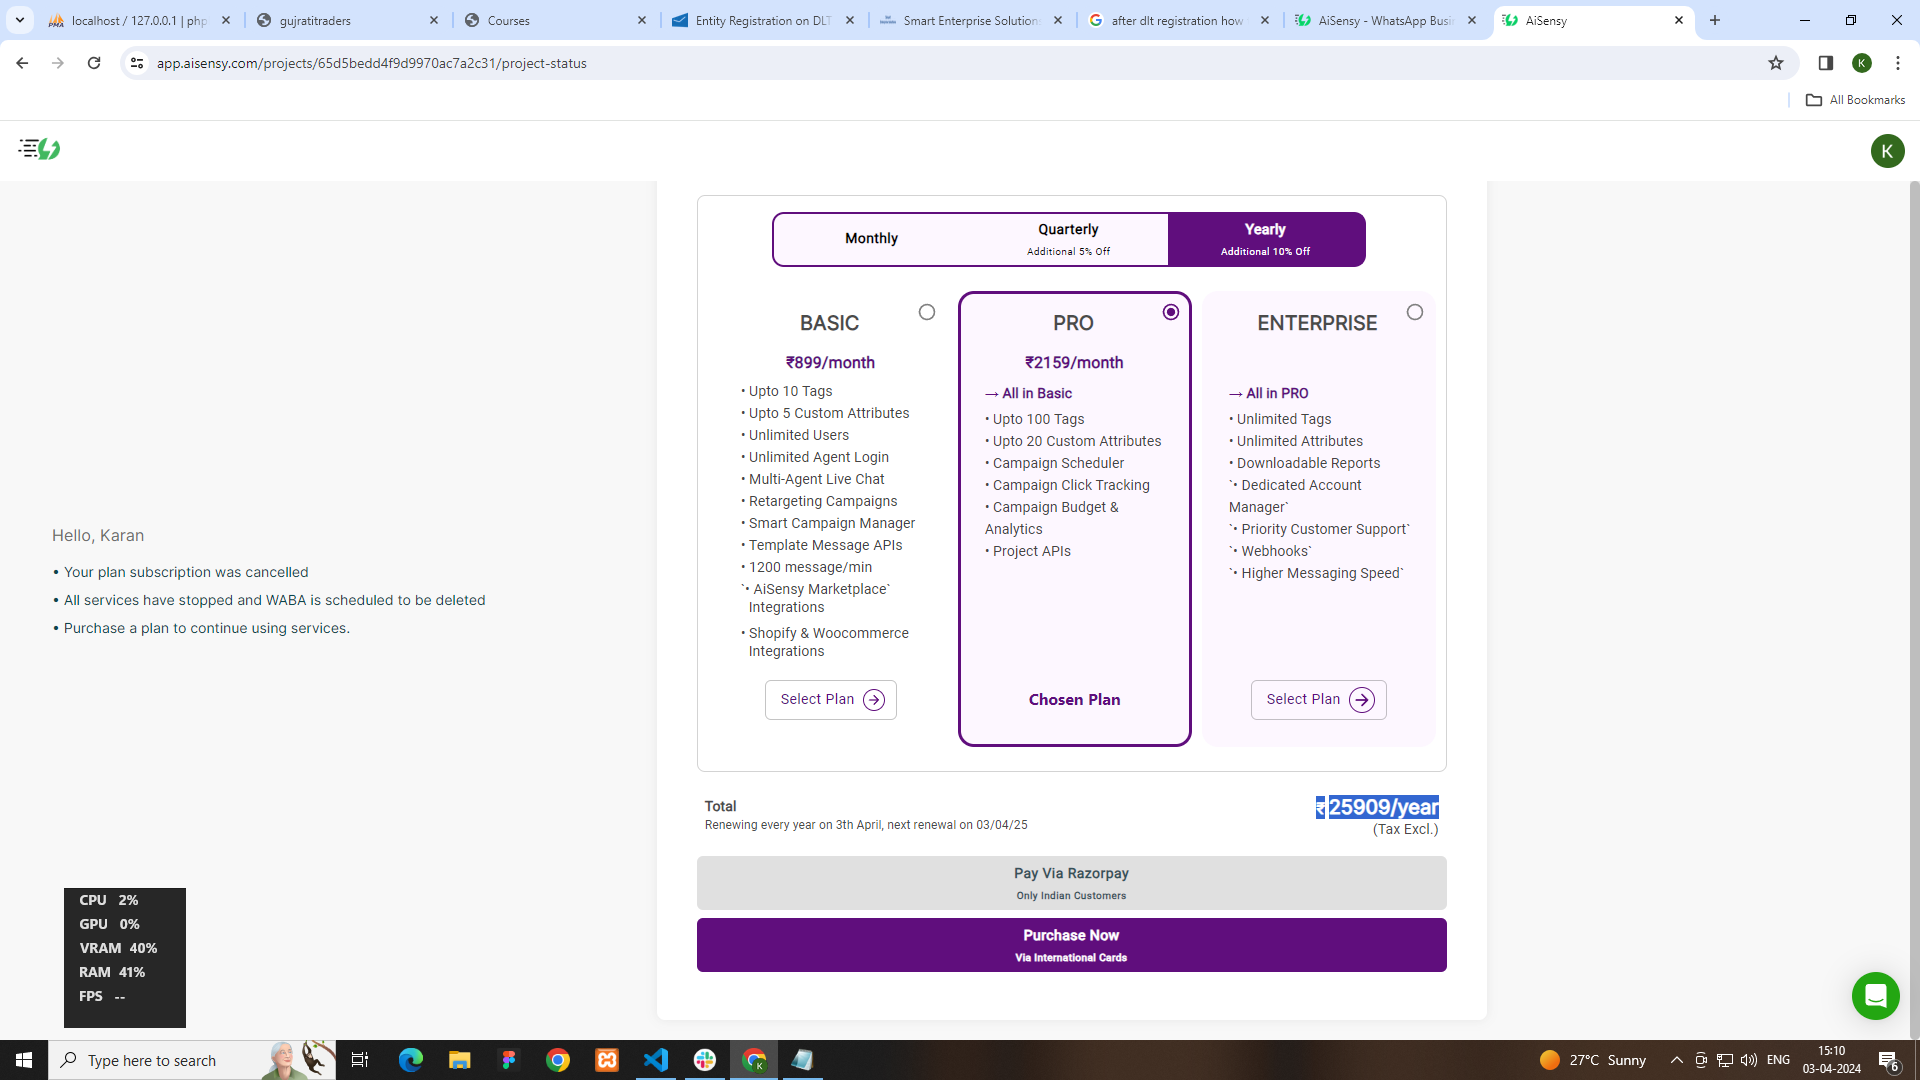 localhost / 127.0.0.1 | php
gujratitraders
Courses
Entity Registration on DLT
Smart Enterprise Solution
after dlt registration how
AiSensy - WhatsApp Busi
AiSensy
app.aisensy.com/projects/65d5bedd4f9d9970ac7a2c31/project-status
K
All Bookmarks
K
Monthly
Quarterly
Additional 5% Off
Yearly
Additional 10% Off
BASIC
₹899/month
• Upto 10 Tags
• Upto 5 Custom Attributes
• Unlimited Users
• Unlimited Agent Login
• Multi-Agent Live Chat
• Retargeting Campaigns
• Smart Campaign Manager
• Template Message APIs
• 1200 message/min
`• AiSensy Marketplace`
Integrations
• Shopify & Woocommerce
Integrations
Select Plan
PRO
₹2159/month
→ All in Basic
• Upto 100 Tags
• Upto 20 Custom Attributes
• Campaign Scheduler
• Campaign Click Tracking
• Campaign Budget &
Analytics
• Project APIs
Chosen Plan
ENTERPRISE
→ All in PRO
• Unlimited Tags
• Unlimited Attributes
• Downloadable Reports
`• Dedicated Account
Manager`
`• Priority Customer Support`
`• Webhooks`
`• Higher Messaging Speed`
Select Plan
Hello, Karan
• Your plan subscription was cancelled
• All services have stopped and WABA is scheduled to be deleted
• Purchase a plan to continue using services.
Total
Renewing every year on 3th April, next renewal on 03/04/25
₹ 25909/year
(Tax Excl.)
Pay Via Razorpay
Only Indian Customers
Purchase Now
Via International Cards
CPU 2%
GPU 0%
VRAM 40%
RAM 41%
FPS --
Type here to search
27°C Sunny
ENG
15:10
03-04-2024
6